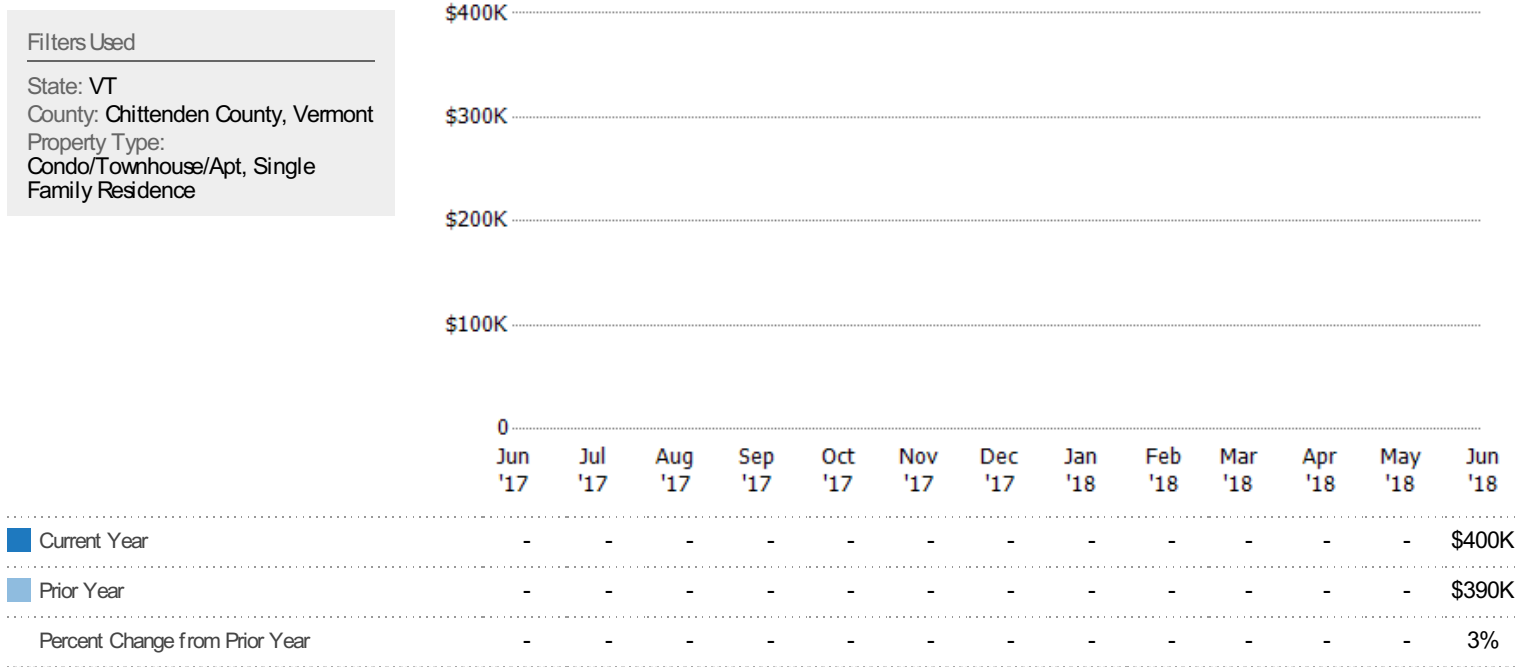 Filters Used
State: VT
County: Chittenden County, Vermont
Property Type:
Condo/Townhouse/Apt, Single
Family Residence
$400K
$300K
$200K
$100K
0
Jun Jul Aug Sep Oct Nov Dec Jan Feb Mar Apr May Jun
'17 '17 '17 '17 '17 '17 '17 '18 '18 '18 '18 '18 '18
Current Year - - - - - - - - - - - - $400K
Prior Year - - - - - - - - - - - - $390K
Percent Change from Prior Year - - - - - - - - - - - - 3%